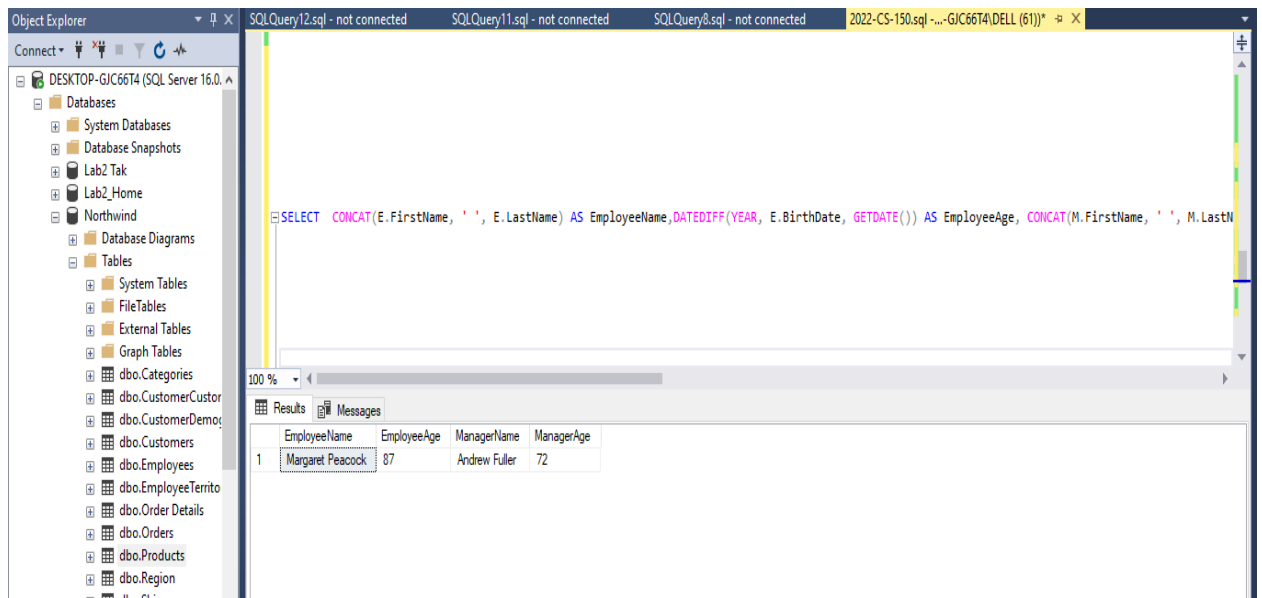 Object Explorer
SQLQuery12.sql - not connected
SQLQuery11.sql - not connected
SQLQuery8.sql - not connected
2022-CS-150.sql -...-GJC66T4\DELL (61))*
Connect
DESKTOP-GJC66T4 (SQL Server 16.0.
Databases
System Databases
Database Snapshots
Lab2 Tak
Lab2_Home
Northwind
Database Diagrams
Tables
System Tables
FileTables
External Tables
Graph Tables
dbo.Categories
dbo.CustomerCustor
dbo.CustomerDemog
dbo.Customers
dbo.Employees
dbo.EmployeeTerrito
dbo.Order Details
dbo.Orders
dbo.Products
dbo.Region
SELECT CONCAT(E.FirstName, ' ', E.LastName) AS EmployeeName,DATEDIFF(YEAR, E.BirthDate, GETDATE()) AS EmployeeAge, CONCAT(M.FirstName, ' ', M.LastN
100 %
Results Messages
EmployeeName EmployeeAge ManagerName ManagerAge
1 Margaret Peacock 87 Andrew Fuller 72